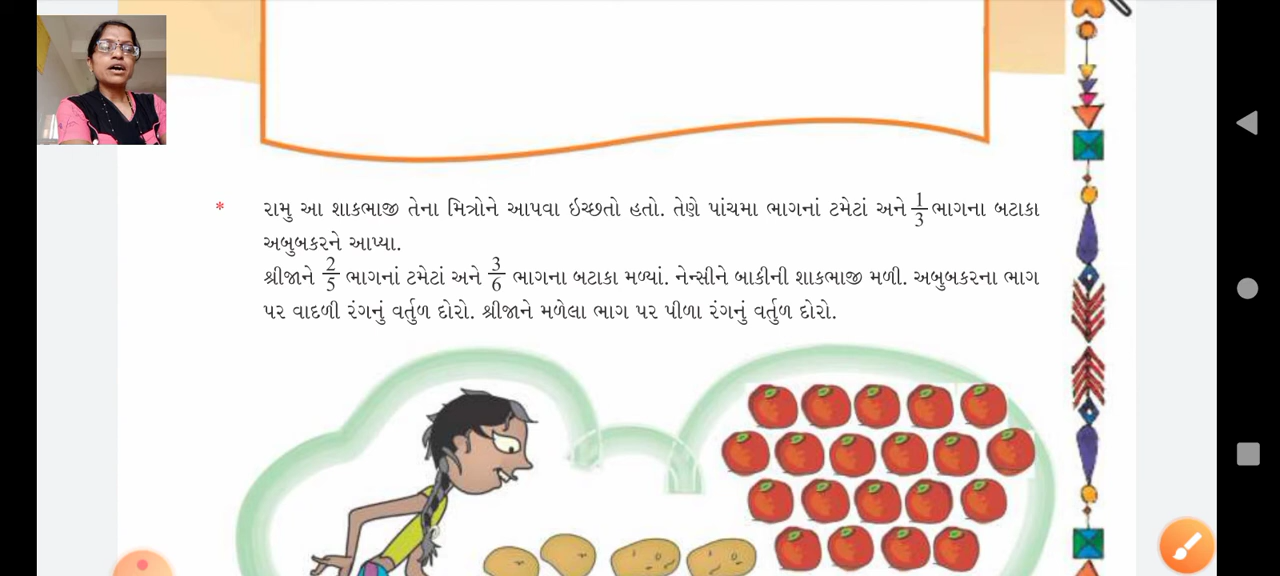 * રામુ આ શાકભાજી તેના મિત્રોને આપવા ઇચ્છતો હતો. તેણે પાંચમા ભાગનાં ટમેટાં અને 1/3 ભાગના બટાકા
અબુબકરને આપ્યા.
શ્રીજાને 2/5 ભાગનાં ટમેટાં અને 3/6 ભાગના બટાકા મળ્યાં. નેન્સીને બાકીની શાકભાજી મળી. અબુબકરના ભાગ
પર વાદળી રંગનું વર્તુળ દોરો. શ્રીજાને મળેલા ભાગ પર પીળા રંગનું વર્તુળ દોરો.